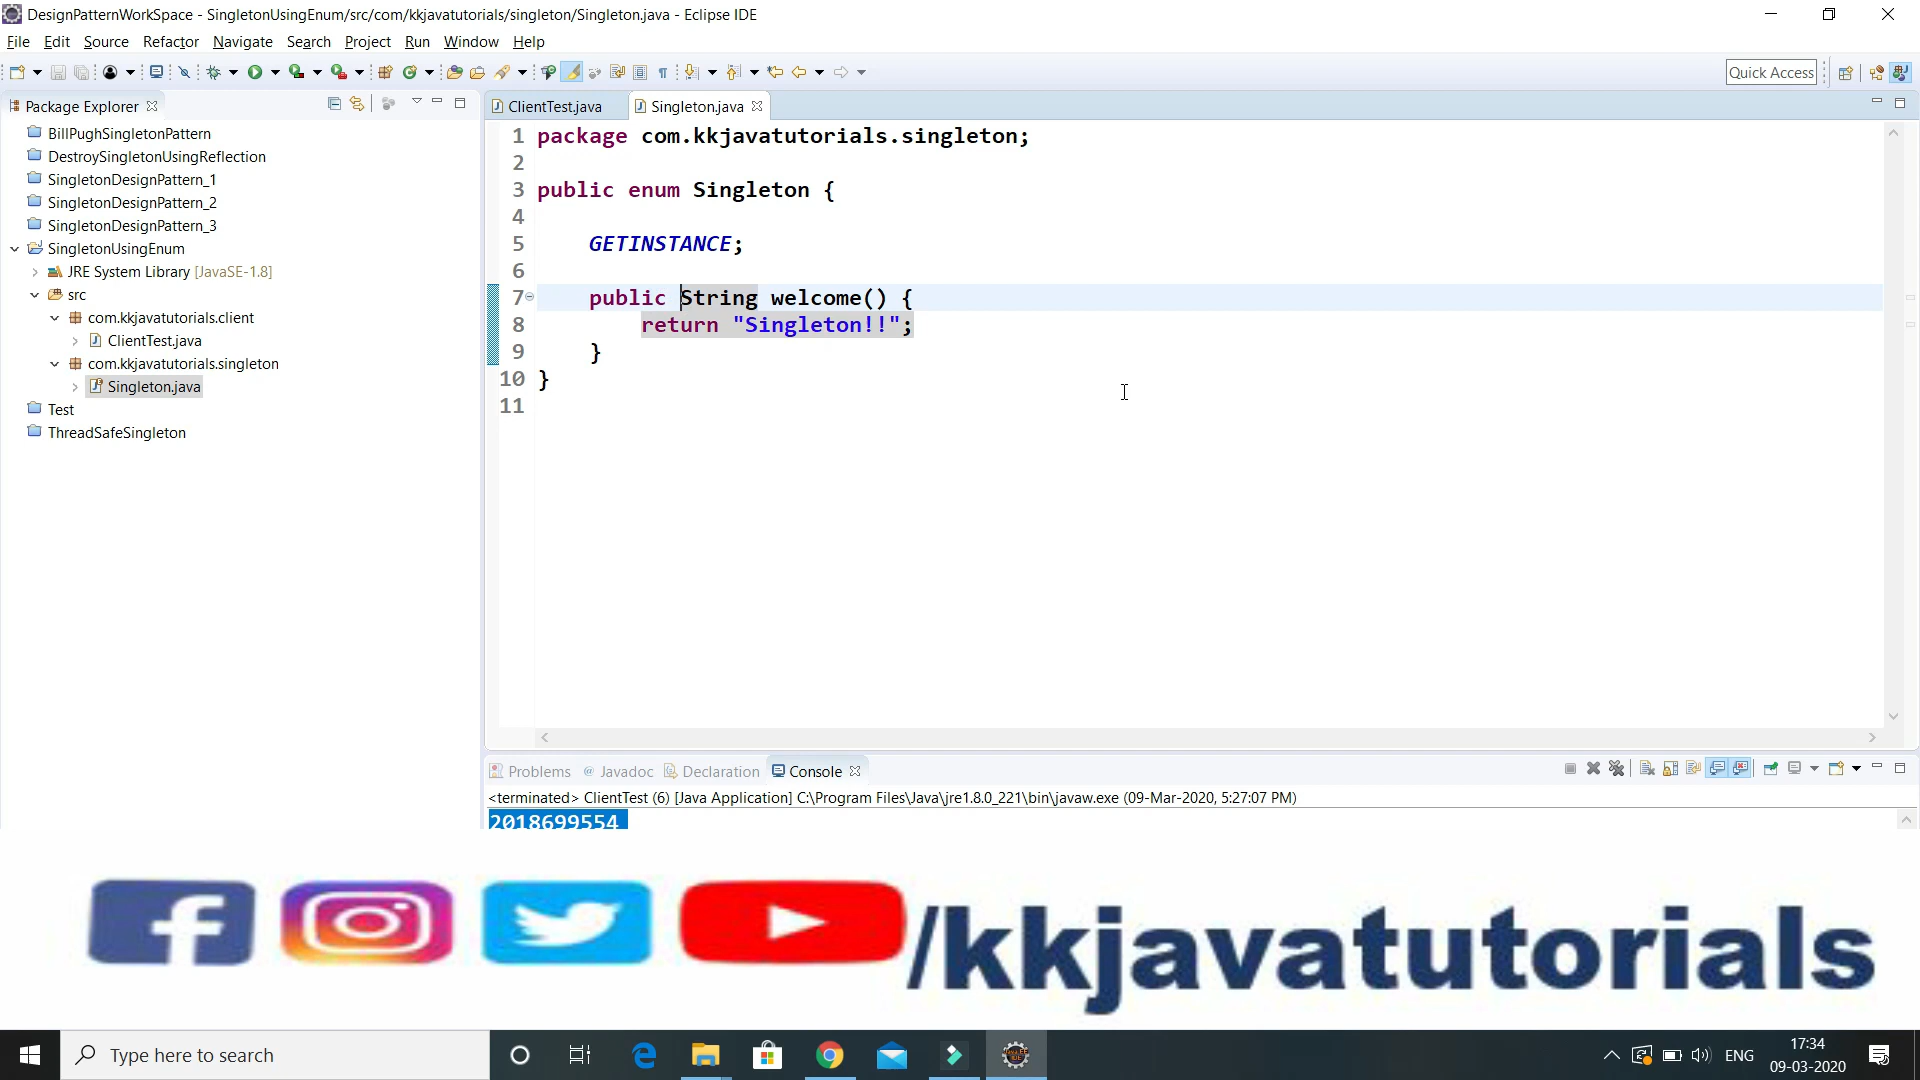 DesignPatternWorkSpace - SingletonUsingEnum/src/com/kkjavatutorials/singleton/Singleton.java - Eclipse IDE
File Edit Source Refactor Navigate Search Project Run Window Help
Quick Access
Package Explorer
BillPughSingletonPattern
DestroySingletonUsingReflection
SingletonDesignPattern_1
SingletonDesignPattern_2
SingletonDesignPattern_3
SingletonUsingEnum
JRE System Library [JavaSE-1.8]
src
com.kkjavatutorials.client
ClientTest.java
com.kkjavatutorials.singleton
Singleton.java
Test
ThreadSafeSingleton
ClientTest.java Singleton.java
1 package com.kkjavatutorials.singleton;
2
3 public enum Singleton {
4
5 GETINSTANCE;
6
7 public String welcome() {
8 return "Singleton!!";
9 }
10 }
11
Problems @ Javadoc Declaration Console
<terminated> ClientTest (6) [Java Application] C:\Program Files\Java\jre1.8.0_221\bin\javaw.exe (09-Mar-2020, 5:27:07 PM)
2018699554
/kkjavatutorials
Type here to search
ENG
17:34
09-03-2020